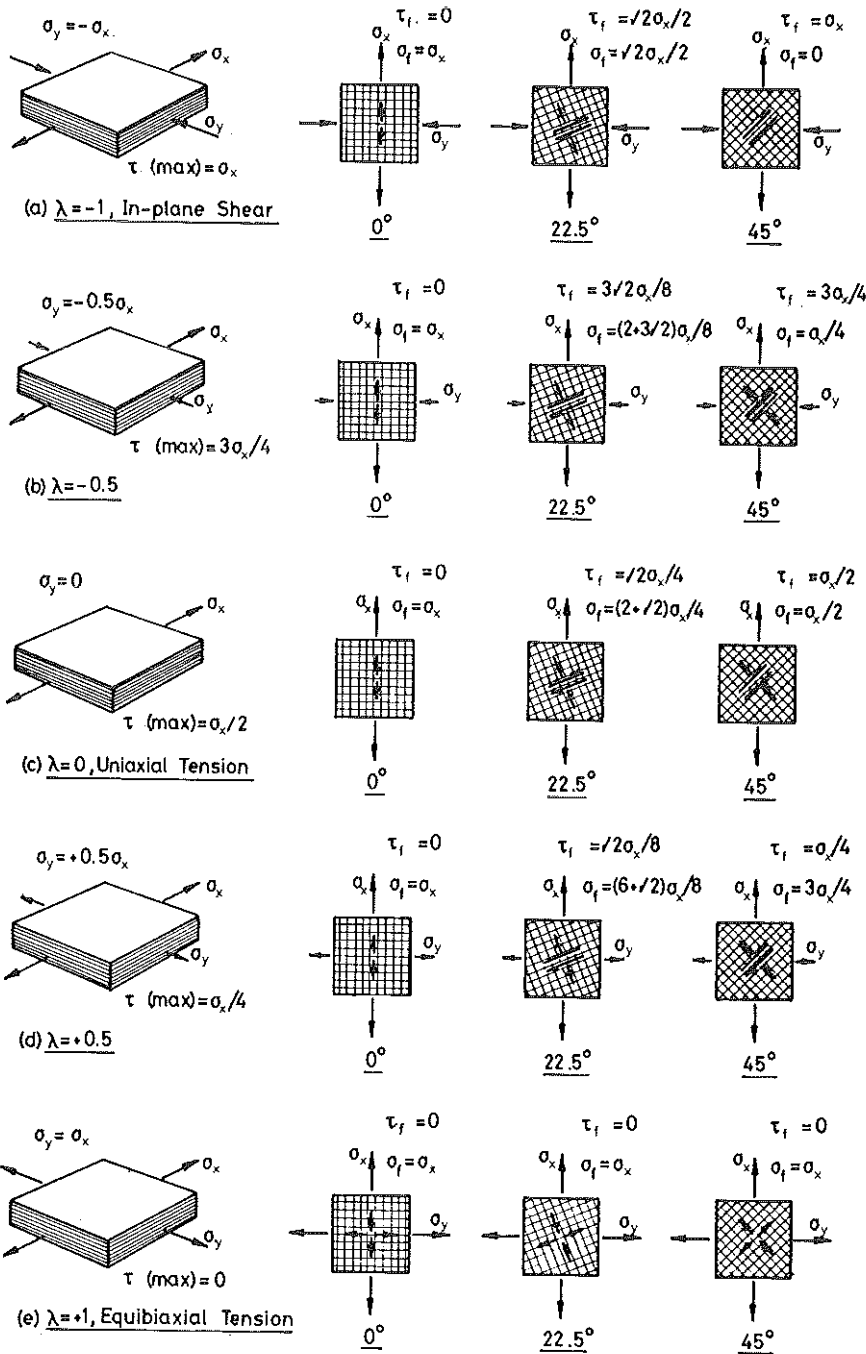 σy=-σx
σx
σy
τ (max)=σx
(a) λ=-1, In-plane Shear
τf=0
σx σf=σx
σy
0°
τf=√2σx/2
σx σf=√2σx/2
σy
22.5°
τf=σx
σx σf=0
σy
45°
σy=-0.5σx
σx
σy
τ (max)=3σx/4
(b) λ=-0.5
τf=0
σx σf=σx
σy
0°
τf=3√2σx/8
σx σf=(2+3√2)σx/8
σy
22.5°
τf=3σx/4
σx σf=σx/4
σy
45°
σy=0
σx
τ (max)=σx/2
(c) λ=0, Uniaxial Tension
τf=0
σx σf=σx
0°
τf=√2σx/4
σx σf=(2+√2)σx/4
22.5°
τf=σx/2
σx σf=σx/2
45°
σy=+0.5σx
σx
σy
τ (max)=σx/4
(d) λ=+0.5
τf=0
σx σf=σx
σy
0°
τf=√2σx/8
σx σf=(6+√2)σx/8
σy
22.5°
τf=σx/4
σx σf=3σx/4
σy
45°
σy=σx
σx
σy
τ (max)=0
(e) λ=+1, Equibiaxial Tension
τf=0
σx σf=σx
σy
0°
τf=0
σx σf=σx
σy
22.5°
τf=0
σx σf=σx
σy
45°